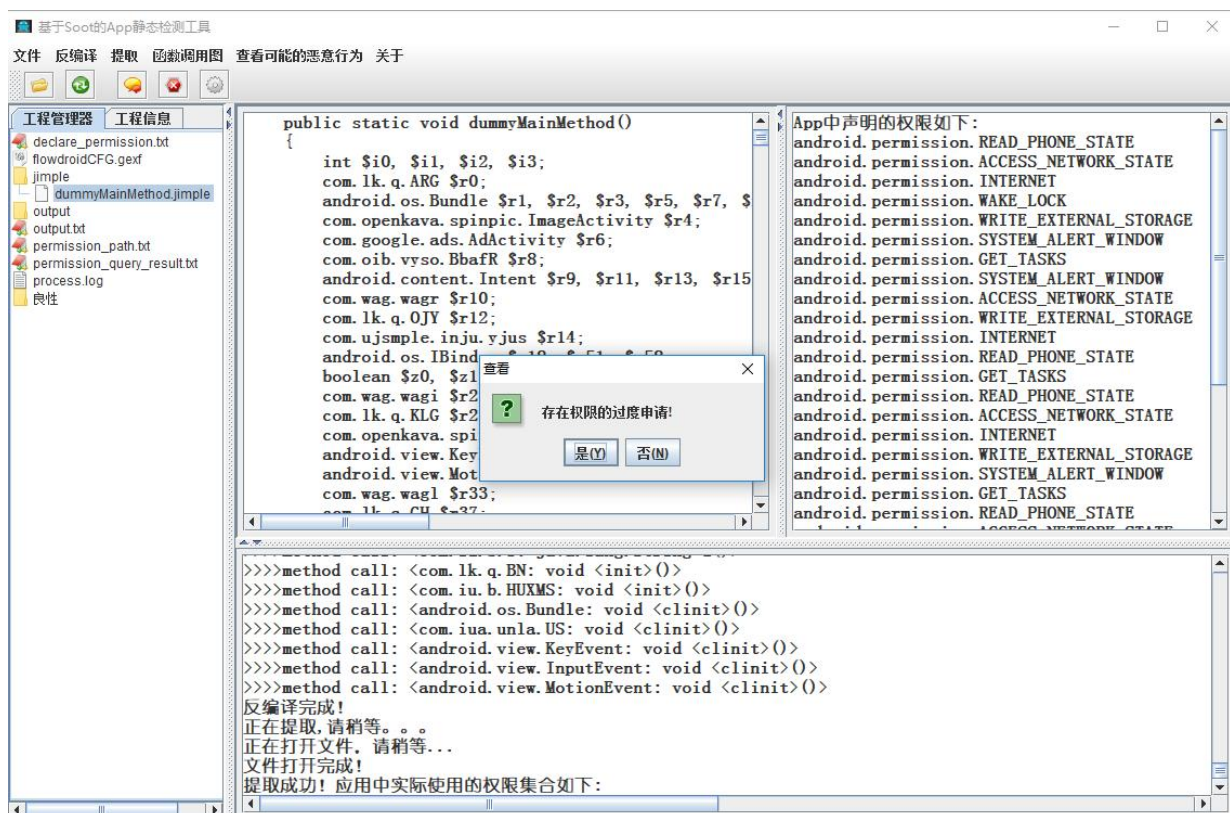 基于Soot的App静态检测工具
文件 反编译 提取 函数调用图 查看可能的恶意行为 关于
工程管理器 工程信息
declare_permission.txt
flowdroidCFG.gexf
jimple
dummyMainMethod.jimple
output
output.txt
permission_path.txt
permission_query_result.txt
process.log
良性
public static void dummyMainMethod()
{
int $i0, $i1, $i2, $i3;
com.lk.q.ARG $r0;
android.os.Bundle $r1, $r2, $r3, $r5, $r7, $
com.openkava.spinpic.ImageActivity $r4;
com.google.ads.AdActivity $r6;
com.oib.vyso.BbafR $r8;
android.content.Intent $r9, $r11, $r13, $r15
com.wag.wagr $r10;
com.lk.q.OJY $r12;
com.ujsmple.inju.yjus $r14;
android.os.IBind
boolean $z0, $z1
com.wag.wagi $r2
com.lk.q.KLG $r2
com.openkava.spi
android.view.Key
android.view.Mot
com.wag.wagl $r33;
com.lk.q.CH $r37;
查看
存在权限的过度申请!
是(Y) 否(N)
App中声明的权限如下:
android.permission.READ_PHONE_STATE
android.permission.ACCESS_NETWORK_STATE
android.permission.INTERNET
android.permission.WAKE_LOCK
android.permission.WRITE_EXTERNAL_STORAGE
android.permission.SYSTEM_ALERT_WINDOW
android.permission.GET_TASKS
android.permission.SYSTEM_ALERT_WINDOW
android.permission.ACCESS_NETWORK_STATE
android.permission.WRITE_EXTERNAL_STORAGE
android.permission.INTERNET
android.permission.READ_PHONE_STATE
android.permission.GET_TASKS
android.permission.READ_PHONE_STATE
android.permission.ACCESS_NETWORK_STATE
android.permission.INTERNET
android.permission.WRITE_EXTERNAL_STORAGE
android.permission.SYSTEM_ALERT_WINDOW
android.permission.GET_TASKS
android.permission.READ_PHONE_STATE
>>>>method call: <com.lk.q.BN: void <init>()>
>>>>method call: <com.iu.b.HUXMS: void <init>()>
>>>>method call: <android.os.Bundle: void <clinit>()>
>>>>method call: <com.iua.unla.US: void <clinit>()>
>>>>method call: <android.view.KeyEvent: void <clinit>()>
>>>>method call: <android.view.InputEvent: void <clinit>()>
>>>>method call: <android.view.MotionEvent: void <clinit>()>
反编译完成!
正在提取,请稍等。。。
正在打开文件，请稍等...
文件打开完成!
提取成功! 应用中实际使用的权限集合如下: